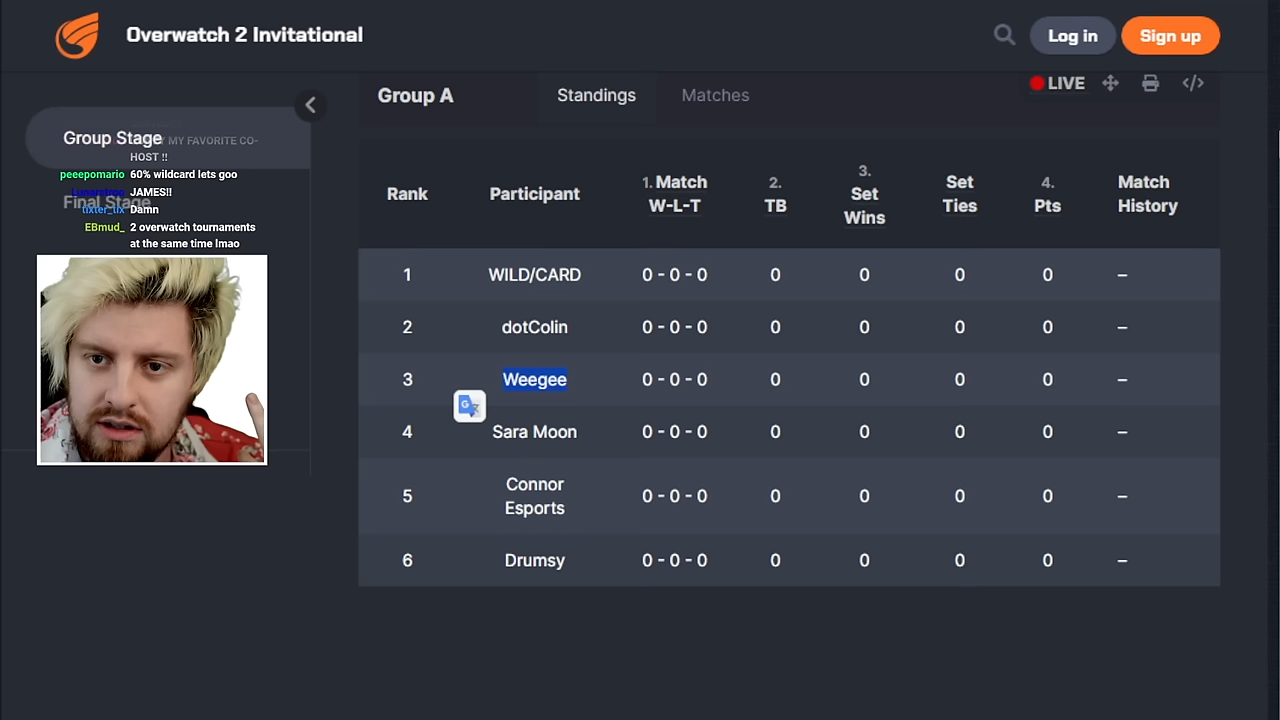 Overwatch 2 Invitational
Log in
Sign up
Group A
Standings
Matches
LIVE
Group Stage
MY FAVORITE CO-
HOST !!
peeepomario 60% wildcard lets goo
JAMES!!
Final Stage
tixter_tix Damn
EBmud_ 2 overwatch tournaments
at the same time lmao
Rank Participant 1. Match W-L-T 2. TB 3. Set Wins Set Ties 4. Pts Match History
1 WILD/CARD 0 - 0 - 0 0 0 0 0 –
2 dotColin 0 - 0 - 0 0 0 0 0 –
3 Weegee 0 - 0 - 0 0 0 0 0 –
4 Sara Moon 0 - 0 - 0 0 0 0 0 –
5 Connor Esports 0 - 0 - 0 0 0 0 0 –
6 Drumsy 0 - 0 - 0 0 0 0 0 –